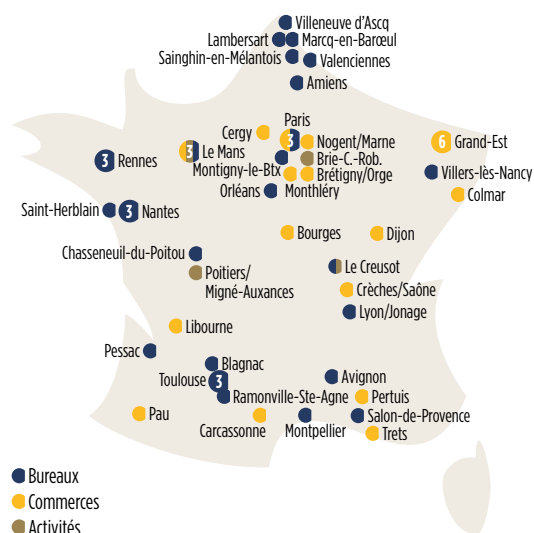 Villeneuve d'Ascq
Lambersart
Marcq-en-Barœul
Sainghin-en-Mélantois
Valenciennes
Amiens
Paris
Cergy
3
Nogent/Marne
6 Grand-Est
3 Le Mans
Brie-C.-Rob.
3 Rennes
Montigny-le-Btx
Brétigny/Orge
Villers-lès-Nancy
Orléans
Monthléry
Colmar
Saint-Herblain
3 Nantes
Bourges
Dijon
Chasseneuil-du-Poitou
Le Creusot
Poitiers/
Migné-Auxances
Crèches/Saône
Lyon/Jonage
Libourne
Pessac
Blagnac
Toulouse 3
Avignon
Ramonville-Ste-Agne
Pertuis
Pau
Carcassonne
Montpellier
Salon-de-Provence
Trets
Bureaux
Commerces
Activités